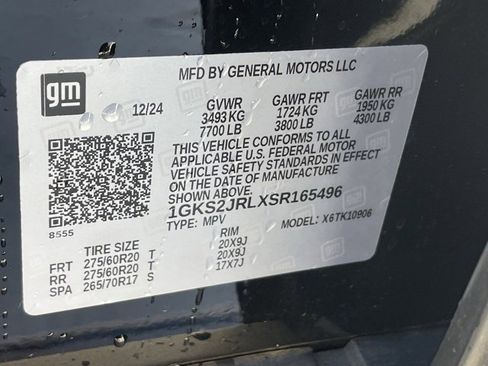 MFD BY GENERAL MOTORS LLC
gm
12/24
GVWR GAWR FRT GAWR RR
3493 KG 1724 KG 1950 KG
7700 LB 3800 LB 4300 LB
THIS VEHICLE CONFORMS TO ALL
APPLICABLE U.S. FEDERAL MOTOR
VEHICLE SAFETY STANDARDS IN EFFECT
ON THE DATE OF MANUFACTURE
SHOWN ABOVE.
1GKS2JRLXSR165496
8555
TYPE: MPV MODEL: X6TK10906
TIRE SIZE RIM
FRT 275/60R20 T 20X9J
RR 275/60R20 T 20X9J
SPA 265/70R17 S 17X7J